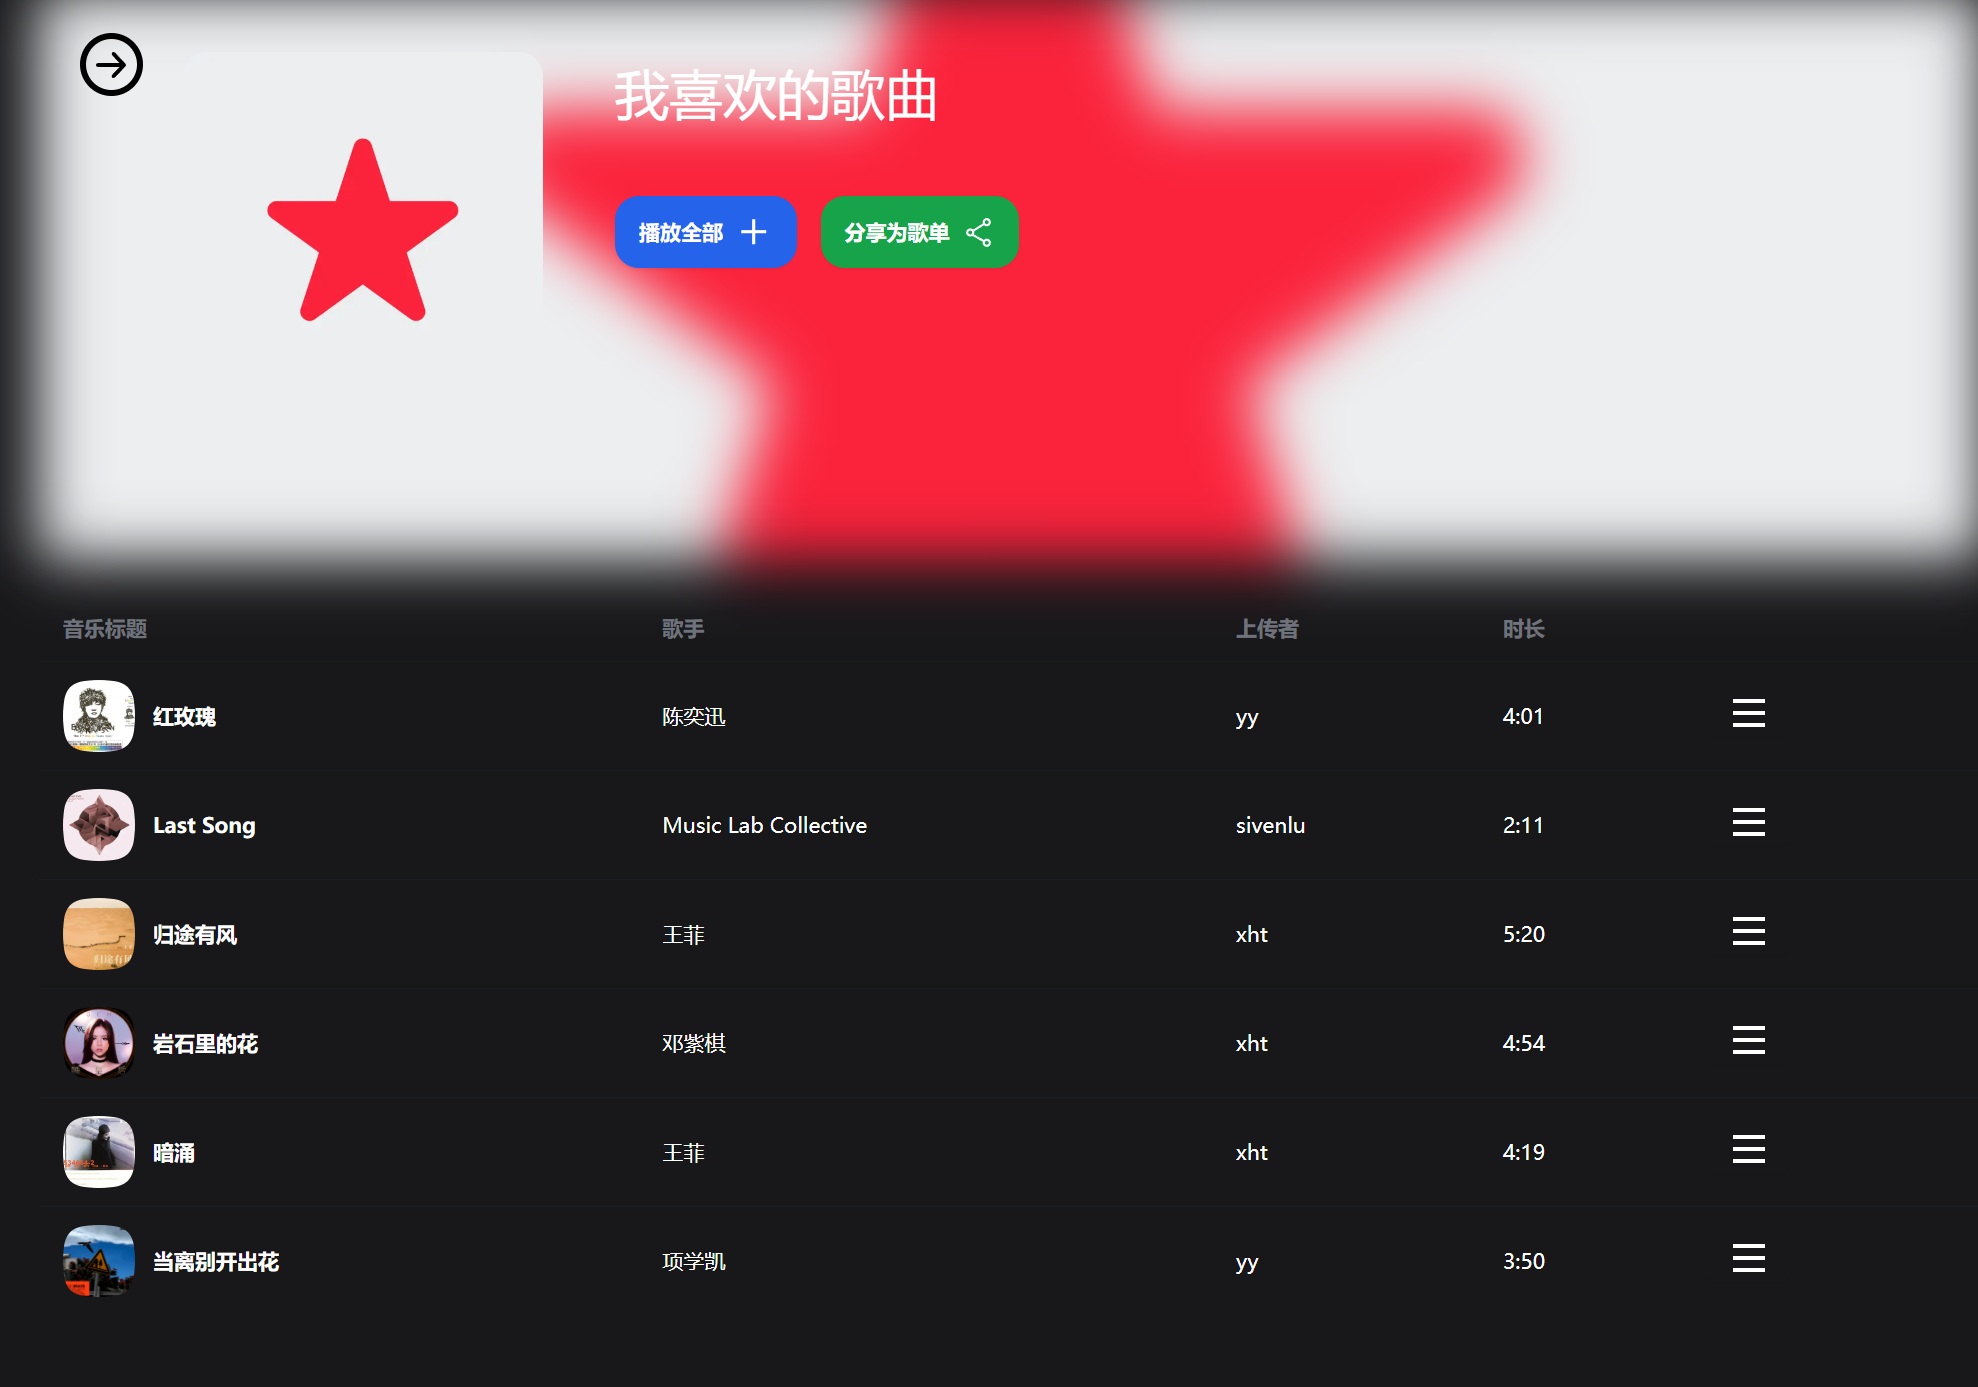 我喜欢的歌曲
播放全部
分享为歌单
音乐标题 歌手 上传者 时长
红玫瑰 陈奕迅 yy 4:01
Last Song Music Lab Collective sivenlu 2:11
归途有风 王菲 xht 5:20
岩石里的花 邓紫棋 xht 4:54
暗涌 王菲 xht 4:19
当离别开出花 项学凯 yy 3:50